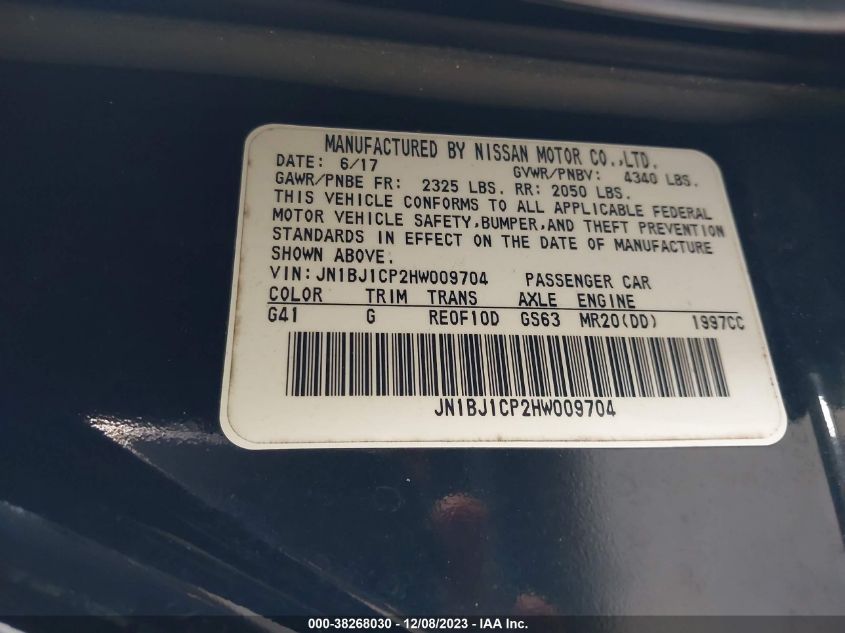 MANUFACTURED BY NISSAN MOTOR CO.,LTD.
DATE: 6/17 GVWR/PNBV: 4340 LBS.
GAWR/PNBE FR: 2325 LBS. RR: 2050 LBS.
THIS VEHICLE CONFORMS TO ALL APPLICABLE FEDERAL
MOTOR VEHICLE SAFETY,BUMPER,AND THEFT PREVENTION
STANDARDS IN EFFECT ON THE DATE OF MANUFACTURE
SHOWN ABOVE.
VIN:JN1BJ1CP2HW009704 PASSENGER CAR
COLOR TRIM TRANS AXLE ENGINE
G41 G RE0F10D GS63 MR20(DD) 1997CC
JN1BJ1CP2HW009704
000-38268030 - 12/08/2023 - IAA Inc.